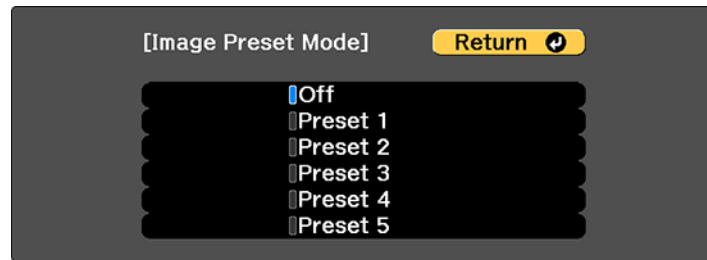 [Image Preset Mode] Return
Off
Preset 1
Preset 2
Preset 3
Preset 4
Preset 5